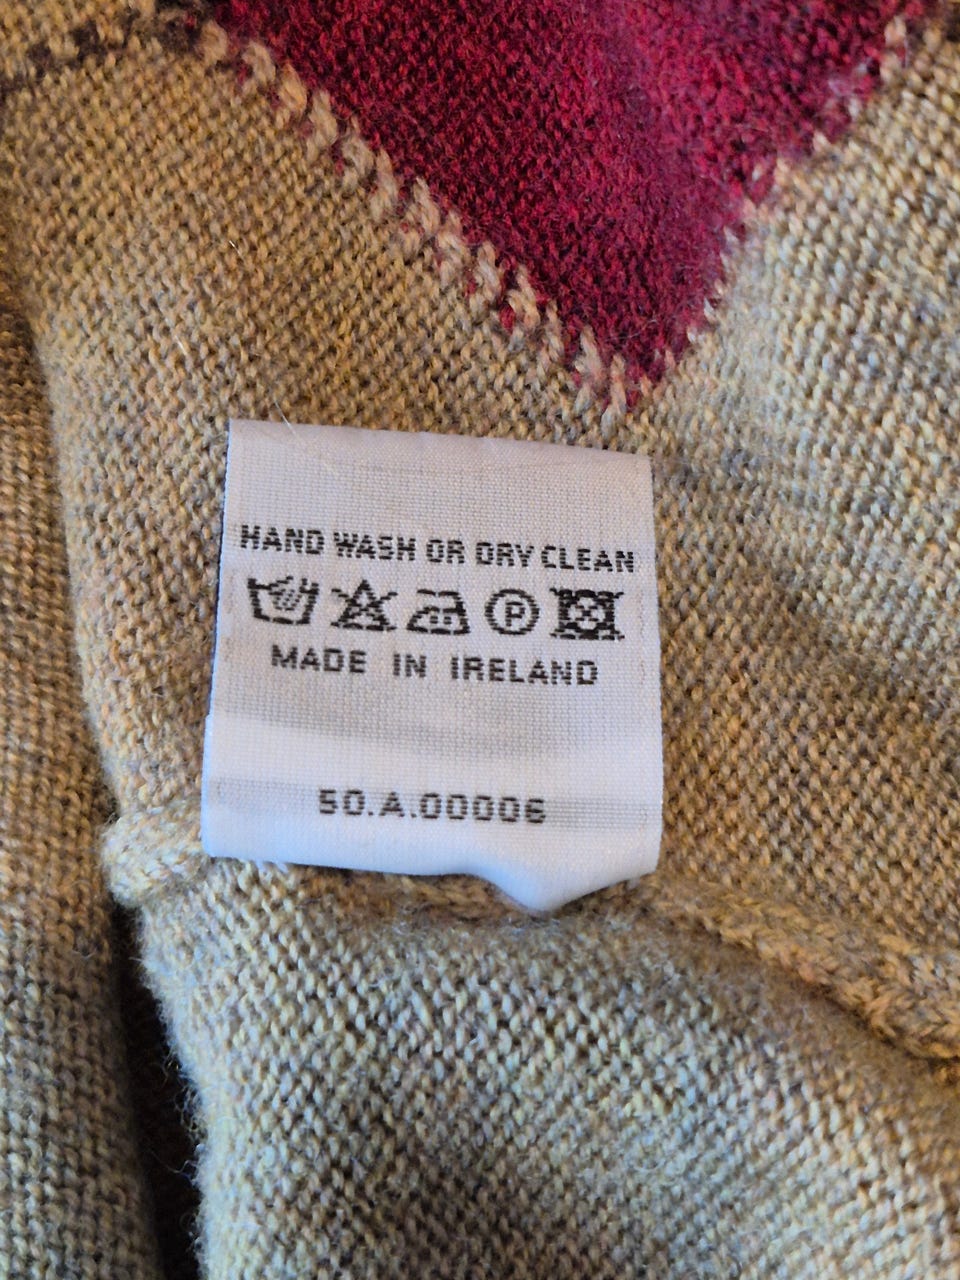 HAND WASH OR DRY CLEAN
P
MADE IN IRELAND
50.A.00006